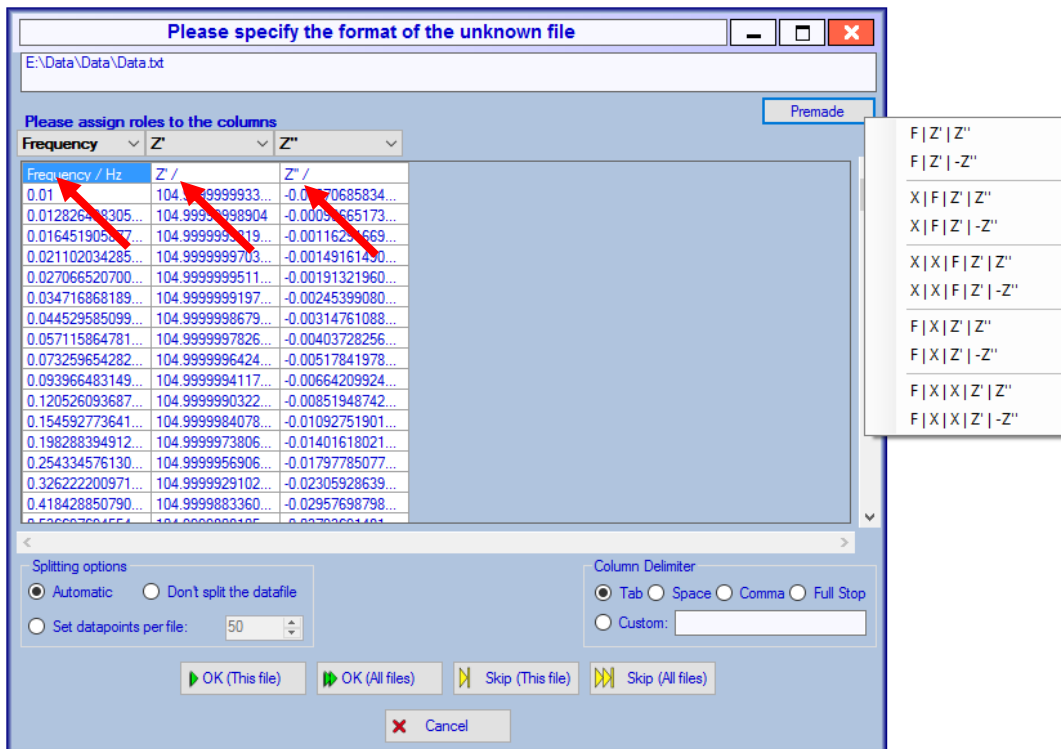 Please specify the format of the unknown file
E:\Data\Data\Data.txt
Premade
Please assign roles to the columns
Frequency Z' Z"
Frequency / Hz Z' / Z" /
0.01
0.016451905877...
0.021102034285... 104.9999999703...
0.027066520700... 104.9999999511... -0.00191321960...
0.034716868189... 104.9999999197... -0.00245399080...
0.044529585099... 104.9999998679... -0.00314761088...
0.057115864781... 104.9999997826... -0.00403728256...
0.073259654282... 104.9999996424... -0.00517841978...
0.093966483149... 104.9999994117... -0.00664209924...
0.120526093687... 104.9999990322... -0.00851948742...
0.154592773641... 104.9999984078... -0.01092751901...
0.198288394912... 104.9999973806... -0.01401618021...
0.254334576130... 104.9999956906... -0.01797785077...
0.326222200971... 104.9999929102... -0.02305928639...
0.418428850790... 104.9999883360... -0.02957698798...
F|Z'|Z''
F|Z'|-Z''
X|F|Z'|Z''
X|F|Z'|-Z''
X|X|F|Z'|Z''
X|X|F|Z'|-Z''
F|X|Z'|Z''
F|X|Z'|-Z''
F|X|X|Z'|Z''
F|X|X|Z'|-Z''
Splitting options
Automatic Don't split the datafile
Set datapoints per file: 50
Column Delimiter
Tab Space Comma Full Stop
Custom:
OK (This file) OK (All files) Skip (This file) Skip (All files)
Cancel